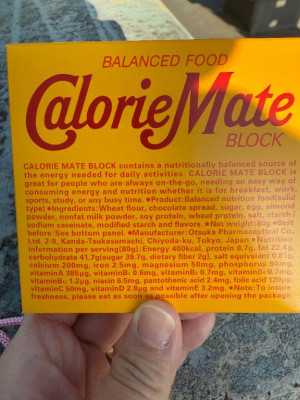 BALANCED FOOD
CalorieMate
BLOCK
CALORIE MATE BLOCK contains a nutritionally balanced source of
the energy needed for daily activities. CALORIE MATE BLOCK is
great for people who are always on-the-go, needing an easy way of
consuming energy and nutrition whether it is for breakfast, work,
sports, study, or any busy time. ●Product:Balanced nutrition food(solid
type) ●Ingredients:Wheat flour, chocolate spread, sugar, egg, almond
powder, nonfat milk powder, soy protein, wheat protein, salt, starch /
sodium caseinate, modified starch and flavors. ●Net weight:80g ●Best
before:See bottom panel. ●Manufacturer:Otsuka Pharmaceutical Co.,
Ltd. 2-9, Kanda-Tsukasamachi, Chiyoda-ku, Tokyo, Japan ●Nutrition
information per serving(80g):Energy 400kcal, protein 8.7g, fat 22.4g,
carbohydrate 41.7g(sugar 39.7g, dietary fiber 2g), salt equivalent
calcium 200mg, iron 2.5mg, magnesium 50mg, phosphorus
vitaminA 385μg, vitaminB₁ 0.6mg, vitaminB₂ 0.7mg,
1.2μg, niacin 6.5mg, pantothenic acid 2.4mg, folic acid 120μg,
vitaminC 50mg, vitaminD 2.8μg and vitaminE 3.2mg. ●Note:To insure
freshness, please eat as soon as possible after opening the package.